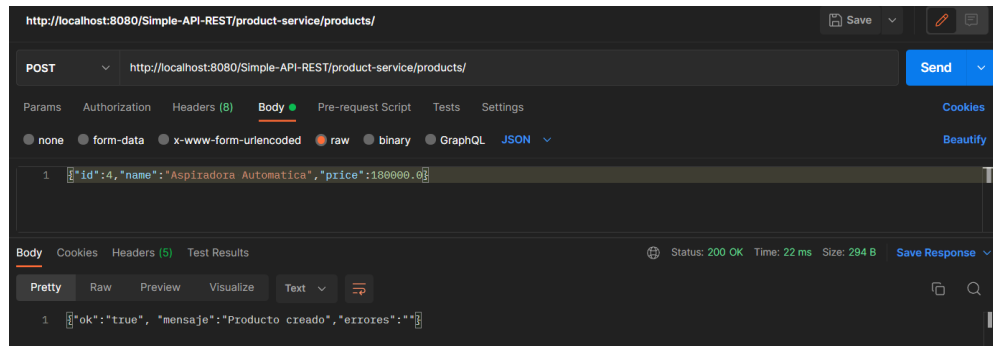 http://localhost:8080/Simple-API-REST/product-service/products/ Save
POST http://localhost:8080/Simple-API-REST/product-service/products/ Send
Params Authorization Headers (8) Body Pre-request Script Tests Settings Cookies
none form-data x-www-form-urlencoded raw binary GraphQL JSON Beautify
1 {"id":4,"name":"Aspiradora Automatica","price":180000.0}
Body Cookies Headers (5) Test Results Status: 200 OK Time: 22 ms Size: 294 B Save Response
Pretty Raw Preview Visualize Text
1 {"ok":"true", "mensaje":"Producto creado","errores":""}